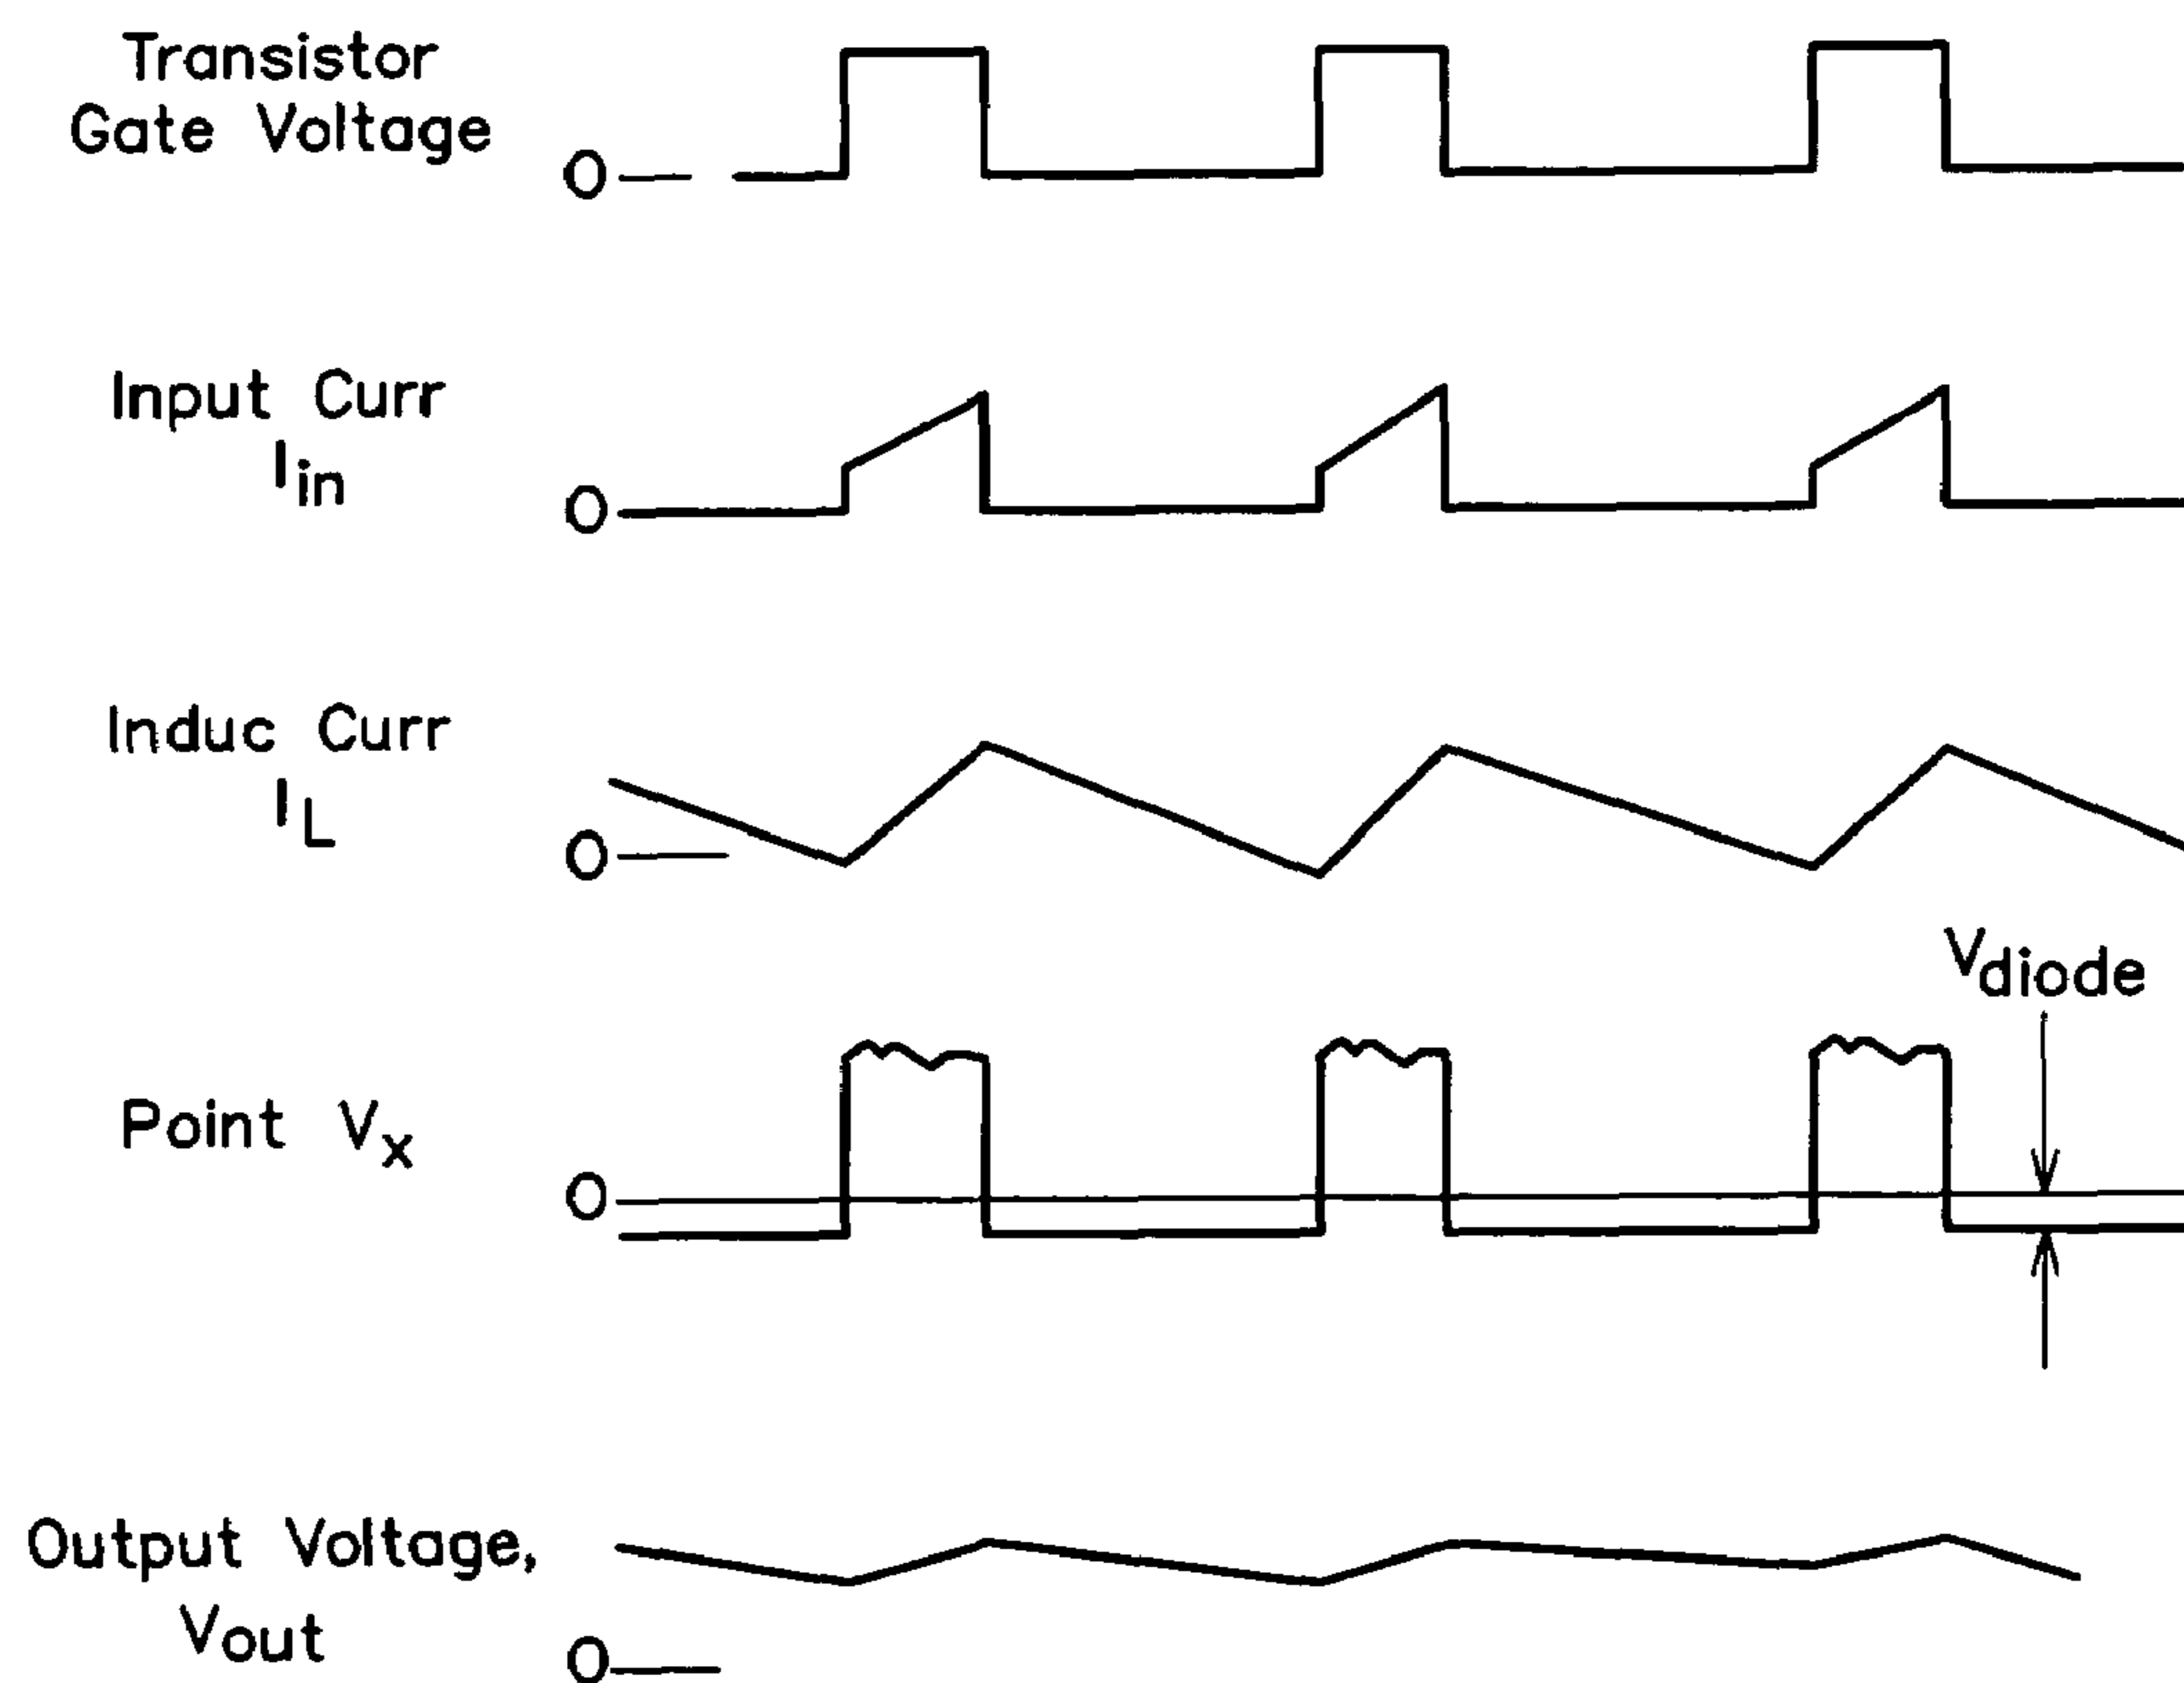 Transistor
Gate Voltage
0
Input Curr
Iin
0
Induc Curr
IL
0
Vdiode
Point Vx
0
Output Voltage,
Vout
0